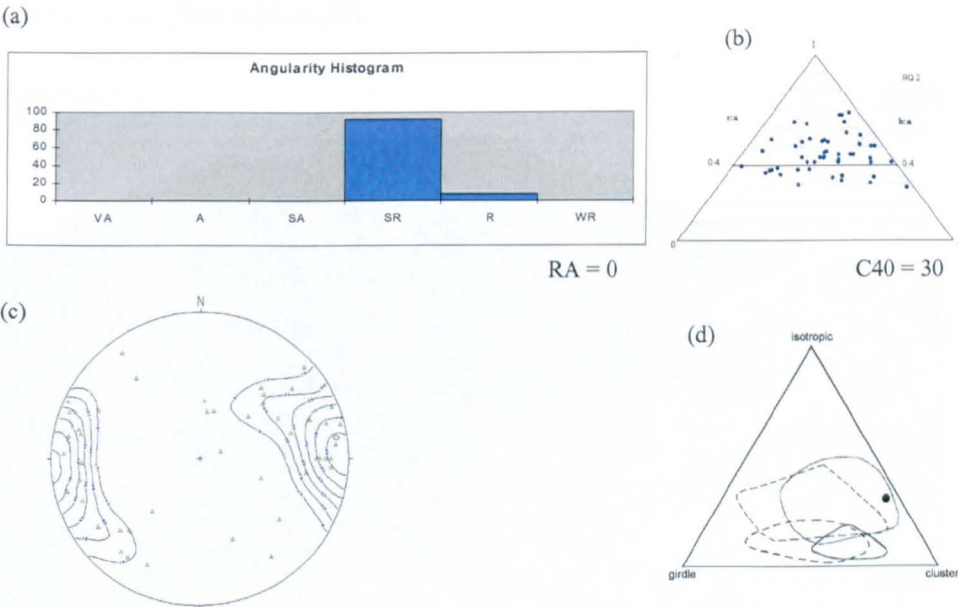 (a)
Angularity Histogram
100
80
60
40
20
0
VA A SA SR R WR
RA = 0
(b)
1
RQ 2
ca
0.4 0.4
0
C40 = 30
(c)
N
(d)
isotropic
girdle cluster